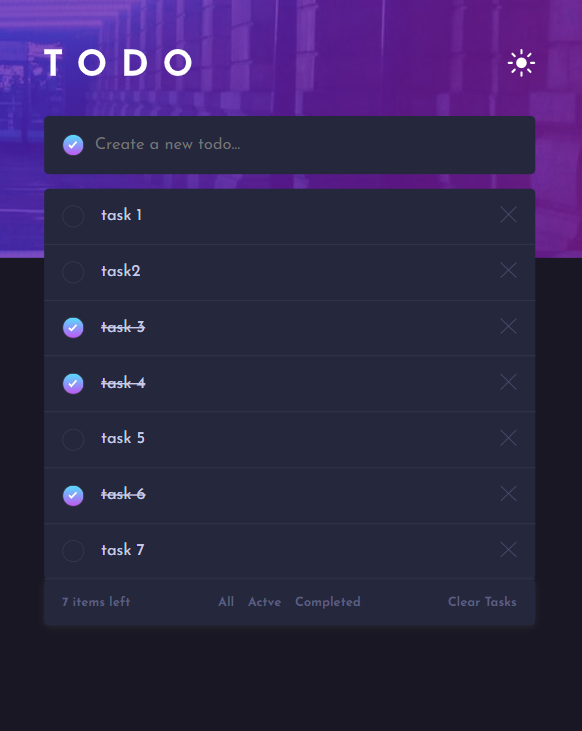 TODO
Create a new todo...
task 1
task2
task 3
task 4
task 5
task 6
task 7
7 items left All Actve Completed Clear Tasks